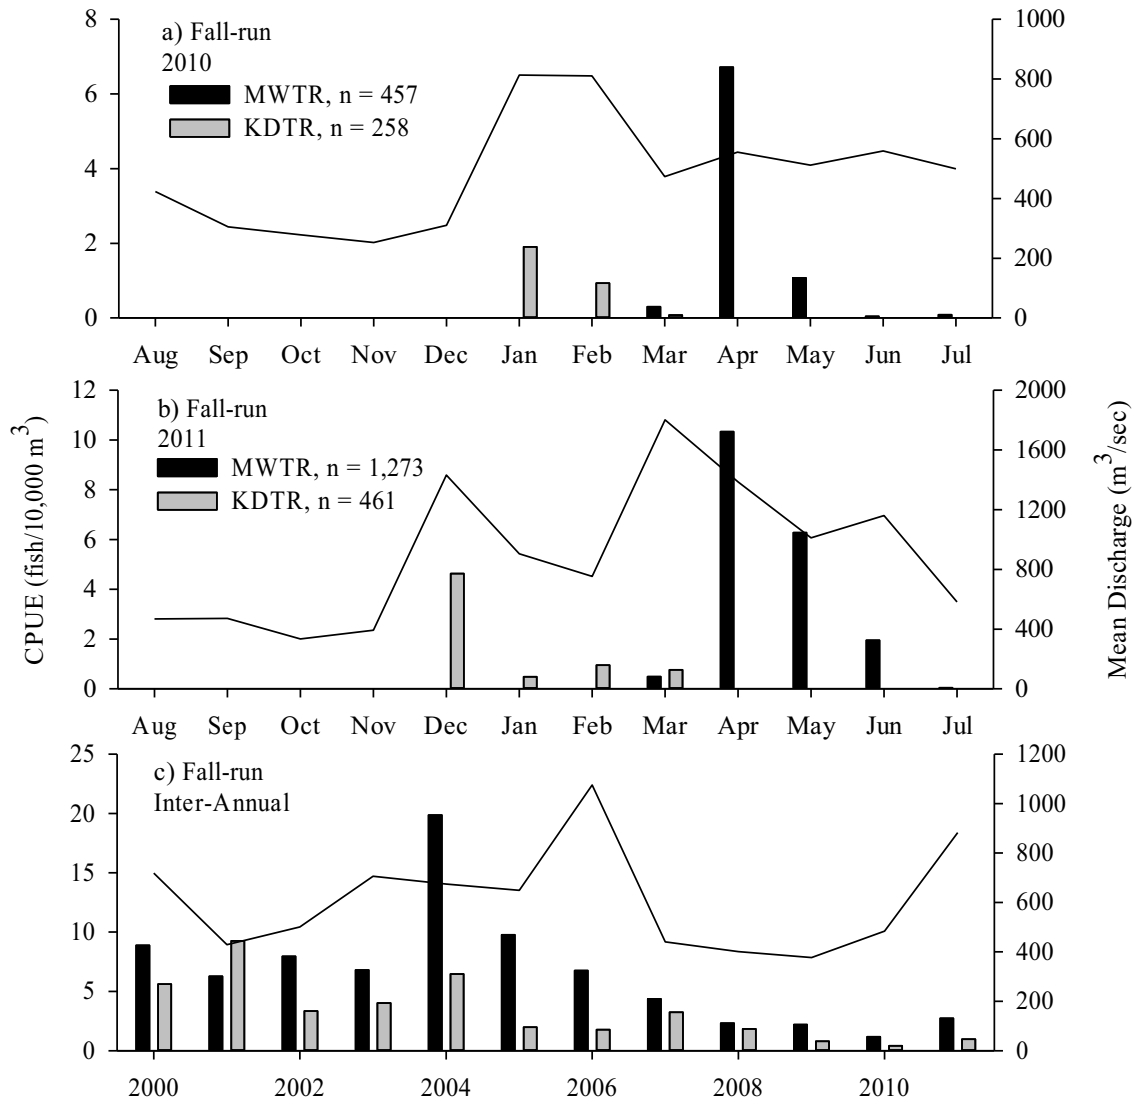 8 1000
a) Fall-run
2010
MWTR, n = 457
KDTR, n = 258
6 800
600
4
400
2
200
0 0
Aug Sep Oct Nov Dec Jan Feb Mar Apr May Jun Jul
12 2000
b) Fall-run
2011
MWTR, n = 1,273
KDTR, n = 461
10 1600
8
1200
6
800
4
400
2
0 0
Aug Sep Oct Nov Dec Jan Feb Mar Apr May Jun Jul
CPUE (fish/10,000 m³)
Mean Discharge (m³/sec)
25 1200
c) Fall-run
Inter-Annual
20 1000
15 800
600
10
400
5
200
0 0
2000 2002 2004 2006 2008 2010